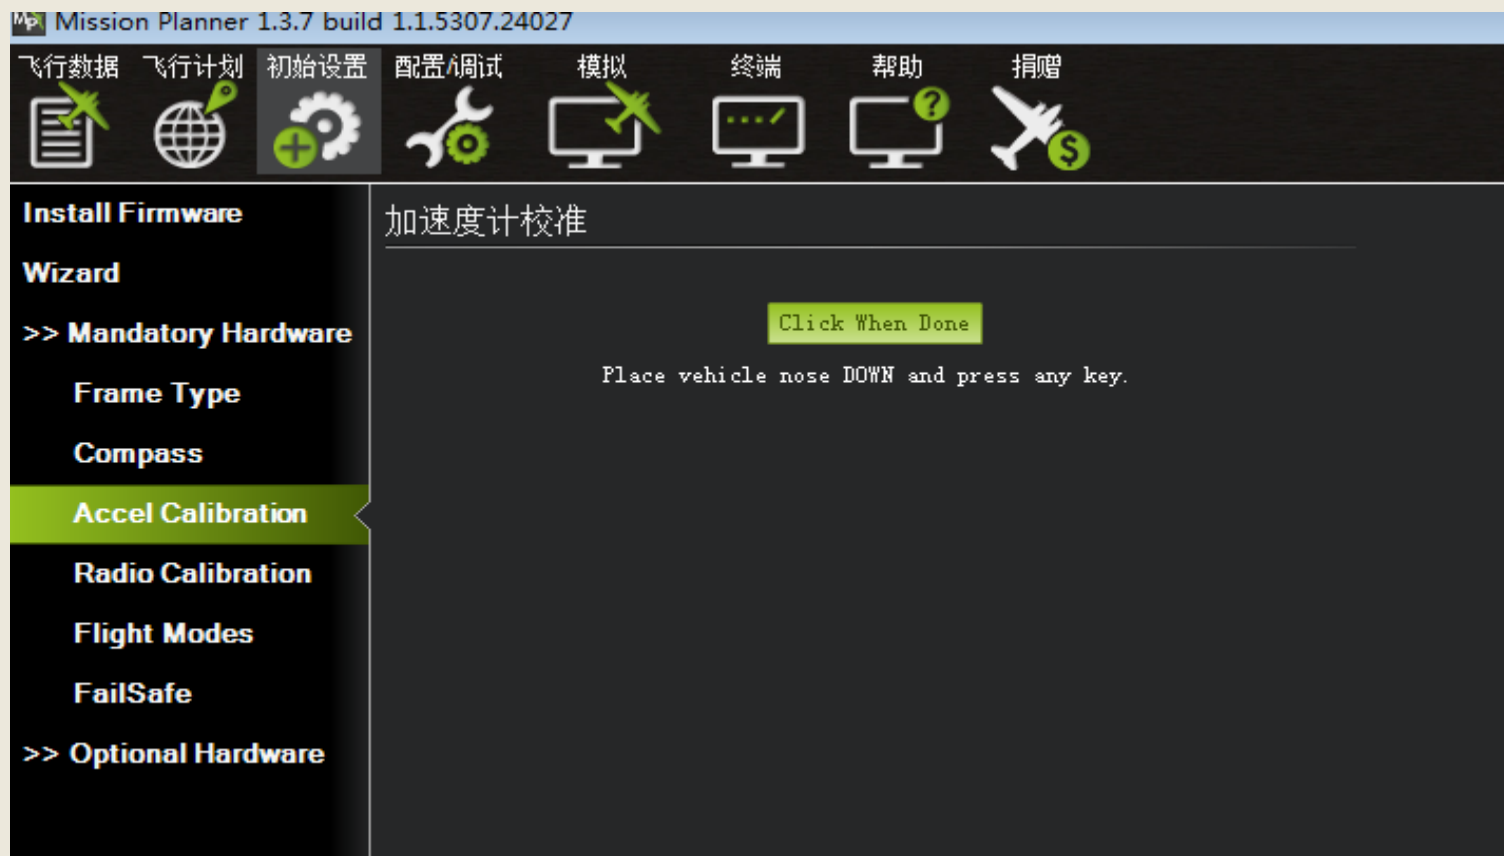 Mission Planner 1.3.7 build 1.1.5307.24027
飞行数据 飞行计划 初始设置 配置/调试 模拟 终端 帮助 捐赠
Install Firmware
加速度计校准
Wizard
Click When Done
>> Mandatory Hardware
Place vehicle nose DOWN and press any key.
Frame Type
Compass
Accel Calibration
Radio Calibration
Flight Modes
FailSafe
>> Optional Hardware